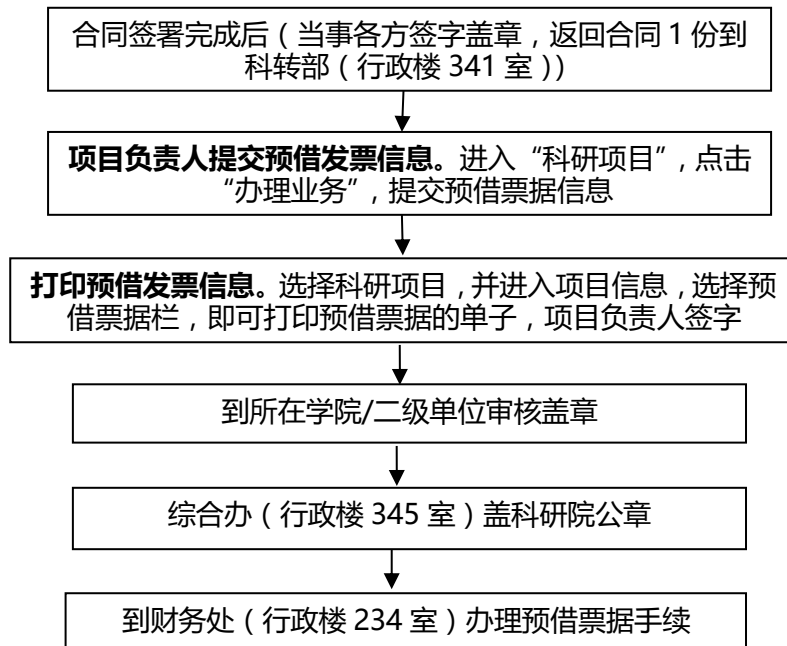 合同签署完成后（当事各方签字盖章，返回合同 1 份到
科转部（行政楼 341 室））
项目负责人提交预借发票信息。进入“科研项目”，点击
“办理业务”，提交预借票据信息
打印预借发票信息。选择科研项目，并进入项目信息，选择预
借票据栏，即可打印预借票据的单子，项目负责人签字
到所在学院/二级单位审核盖章
综合办（行政楼 345 室）盖科研院公章
到财务处（行政楼 234 室）办理预借票据手续